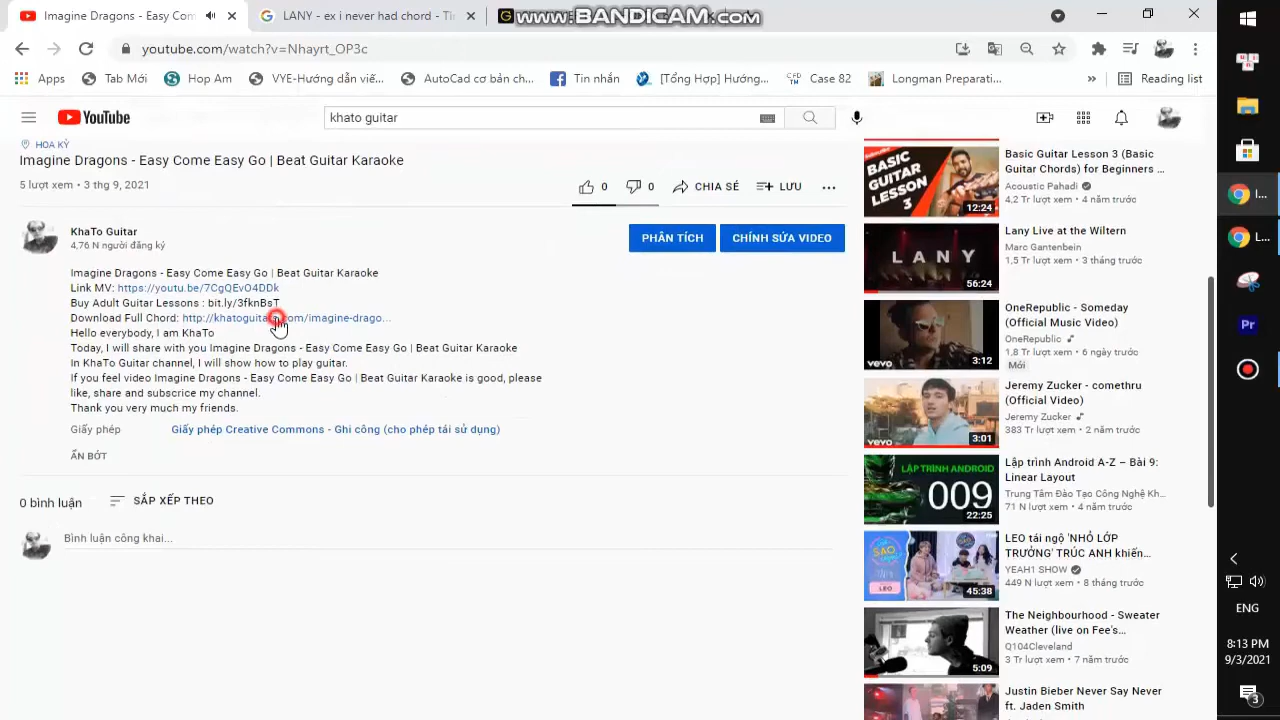 Imagine Dragons - Easy Com
LANY - ex i never had chord - Th
www.BANDICAM.com
youtube.com/watch?v=Nhayrt_OP3c
Apps
Tab Mới
Hop Am
VYE-Hướng dẫn viế...
AutoCad cơ bản ch...
Tin nhắn
[Tổng Hợp] Hướng...
Case 82
Longman Preparati...
»
Reading list
YouTube
khato guitar
HOA KỲ
Imagine Dragons - Easy Come Easy Go | Beat Guitar Karaoke
5 lượt xem • 3 thg 9, 2021
0
0
CHIA SẺ
LƯU
KhaTo Guitar
4,76 N người đăng ký
PHÂN TÍCH
CHỈNH SỬA VIDEO
Imagine Dragons - Easy Come Easy Go | Beat Guitar Karaoke
Link MV: https://youtu.be/7CgQEvO4DDk
Buy Adult Guitar Lessons : bit.ly/3fknBsT
Download Full Chord: http://khatoguitar.com/imagine-drago...
Hello everybody, I am KhaTo
Today, I will share with you Imagine Dragons - Easy Come Easy Go | Beat Guitar Karaoke
In KhaTo Guitar channel, I will show how to play guitar.
If you feel video Imagine Dragons - Easy Come Easy Go | Beat Guitar Karaoke is good, please
like, share and subscrice my channel.
Thank you very much my friends.
Giấy phép
Giấy phép Creative Commons - Ghi công (cho phép tái sử dụng)
ẨN BỚT
0 bình luận
SẮP XẾP THEO
Bình luận công khai...
BASIC
GUITAR
LESSON
3
12:24
Basic Guitar Lesson 3 (Basic
Guitar Chords) for Beginners ...
Acoustic Pahadi
4,2 Tr lượt xem • 4 năm trước
LANY
56:24
Lany Live at the Wiltern
Marc Gantenbein
1,5 Tr lượt xem • 3 tháng trước
vevo
3:12
OneRepublic - Someday
(Official Music Video)
OneRepublic
1,8 Tr lượt xem • 6 ngày trước
Mới
vevo
3:01
Jeremy Zucker - comethru
(Official Video)
Jeremy Zucker
383 Tr lượt xem • 2 năm trước
LẬP TRÌNH ANDROID
009
22:25
Lập trình Android A-Z – Bài 9:
Linear Layout
Trung Tâm Đào Tạo Công Nghệ Kh...
71 N lượt xem • 4 năm trước
SAO
LEO
45:38
LEO tái ngộ 'NHỎ LỚP
TRƯỞNG' TRÚC ANH khiến...
YEAH1 SHOW
449 N lượt xem • 8 tháng trước
5:09
The Neighbourhood - Sweater
Weather (live on Fee's...
Q104Cleveland
3 Tr lượt xem • 7 năm trước
Justin Bieber Never Say Never
ft. Jaden Smith
I...
L...
Pr
ENG
8:13 PM
9/3/2021
3